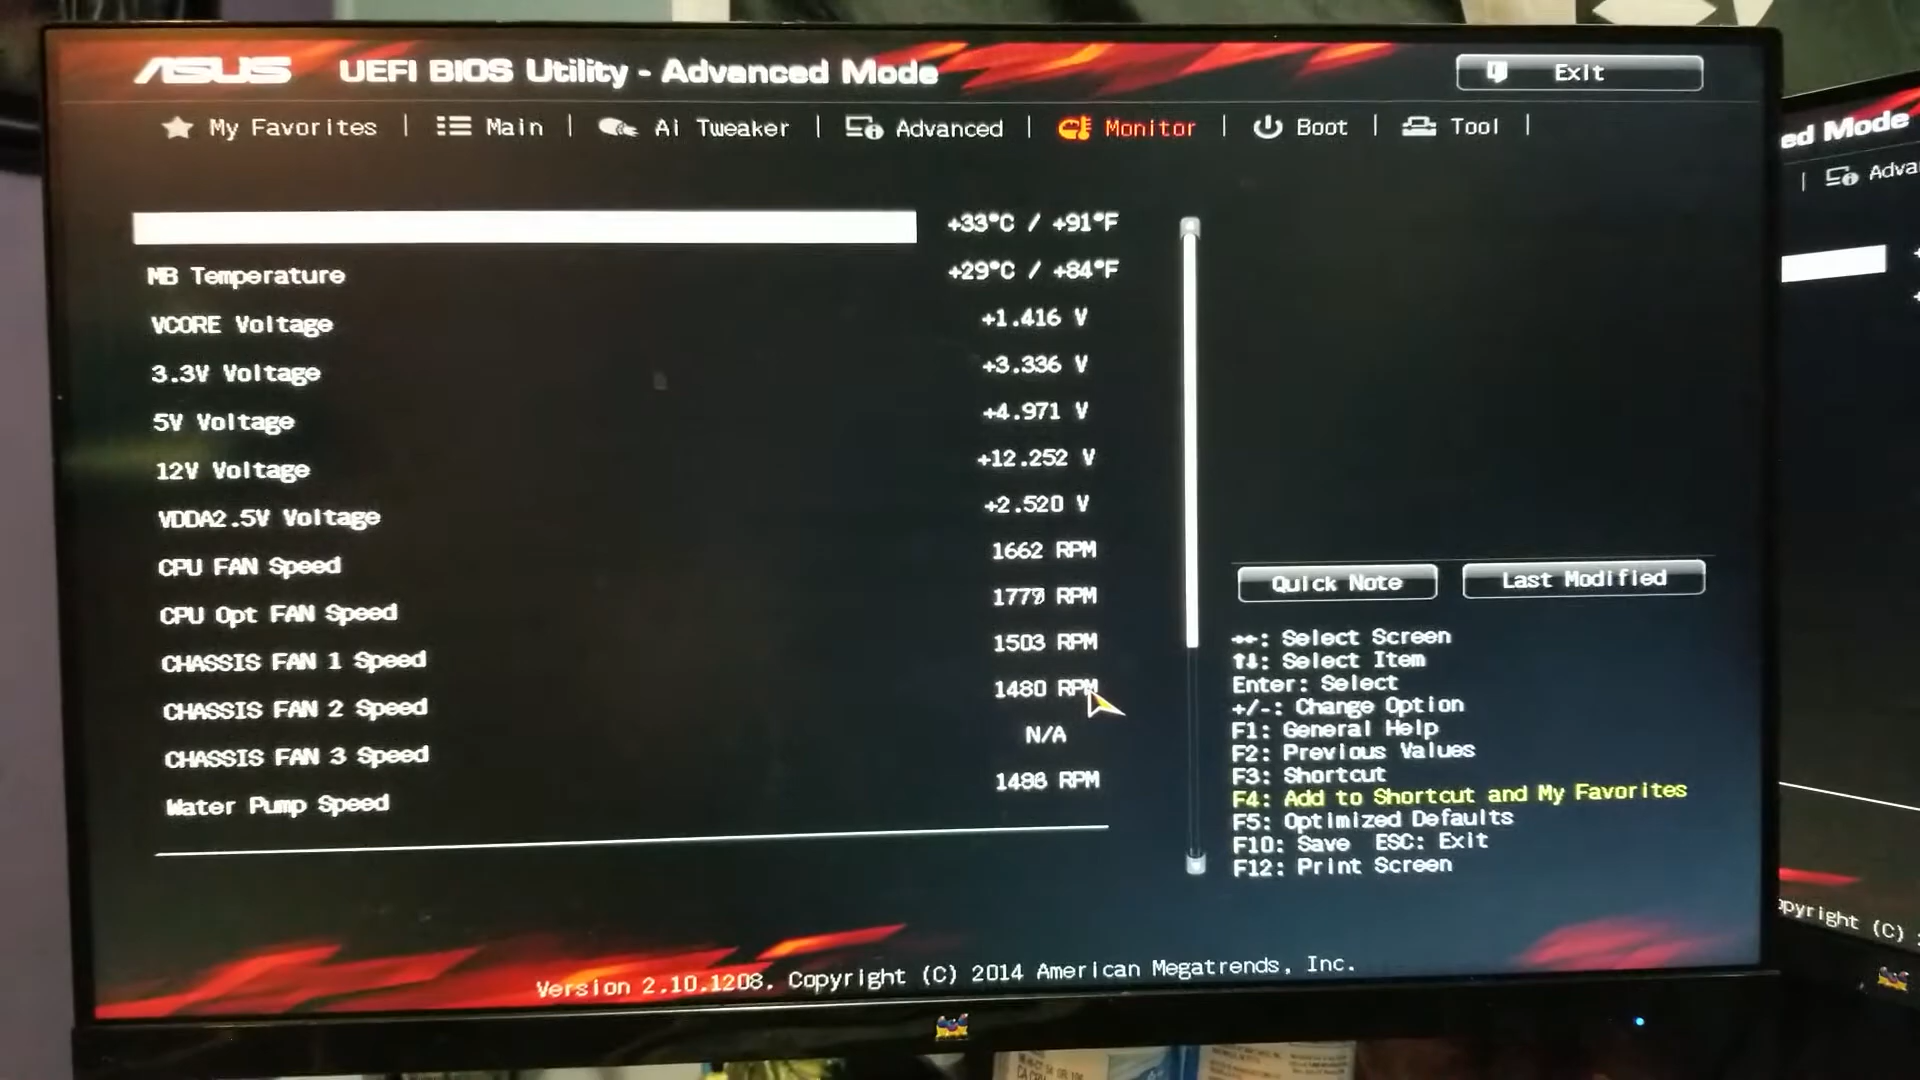 ASUS UEFI BIOS Utility - Advanced Mode Exit
My Favorites | Main | Ai Tweaker | Advanced | Monitor | Boot | Tool |
+33°C / +91°F
MB Temperature +29°C / +84°F
VCORE Voltage +1.416 V
3.3V Voltage +3.336 V
5V Voltage +4.971 V
12V Voltage +12.252 V
VDDA2.5V Voltage +2.520 V
CPU FAN Speed 1662 RPM
CPU Opt FAN Speed RPM
CHASSIS FAN 1 Speed 1503 RPM
CHASSIS FAN 2 Speed 1480 RPM
CHASSIS FAN 3 Speed N/A
Water Pump Speed RPM
Quick Note Last Modified
→←: Select Screen
↑↓: Select Item
Enter: Select
+/-: Change Option
F1: General Help
F2: Previous Values
F3: Shortcut
F4: Add to Shortcut and My Favorites
F5: Optimized Defaults
F10: Save ESC: Exit
F12: Print Screen
Version 2.10.1208. Copyright (C) 2014 American Megatrends, Inc.
ed Mode
| Adva
opyright (C)